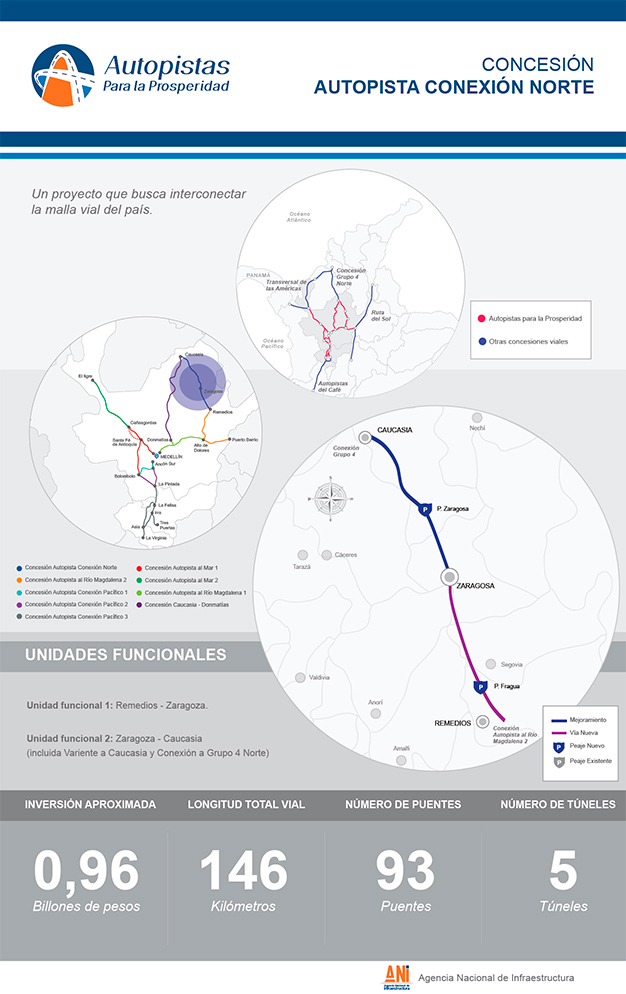 Autopistas
Para la Prosperidad
CONCESIÓN
AUTOPISTA CONEXIÓN NORTE
Un proyecto que busca interconectar
la malla vial del país.
Océano
Atlántico
PANAMÁ
Transversal de
las Américas
Concesión
Grupo 4
Norte
Ruta
del Sol
Océano
Pacífico
Autopistas
del Café
Autopistas para la Prosperidad
Otras concesiones viales
Caucasia
El tigre
Zaragoza
Remedios
Cañasgordas
Santa Fé
de Antioquia
Donmatías
Alto de
Dolores
Puerto Berrío
MEDELLÍN
Ancón Sur
Bolombolo
La Pintada
La Felisa
Irra
Tres
Puertas
Asia
La Virginia
Concesión Autopista Conexión Norte
Concesión Autopista al Río Magdalena 2
Concesión Autopista Conexión Pacífico 1
Concesión Autopista Conexión Pacífico 2
Concesión Autopista Conexión Pacífico 3
Concesión Autopista al Mar 1
Concesión Autopista al Mar 2
Concesión Autopista al Río Magdalena 1
Concesión Caucasia - Donmatías
CAUCASIA
Conexión
Grupo 4
Nechí
P
P. Zaragosa
Cáceres
Tarazá
ZARAGOSA
Segovia
Valdivia
P
P. Fragua
Anorí
REMEDIOS
Conexión
Autopista al Río
Magdalena 2
Amalfi
Mejoramiento
Vía Nueva
P
Peaje Nuevo
P
Peaje Existente
UNIDADES FUNCIONALES
Unidad funcional 1: Remedios - Zaragoza.
Unidad funcional 2: Zaragoza - Caucasia
(incluida Variente a Caucasia y Conexión a Grupo 4 Norte)
INVERSIÓN APROXIMADA
LONGITUD TOTAL VIAL
NÚMERO DE PUENTES
NÚMERO DE TÚNELES
0,96
146
93
5
Billones de pesos
Kilómetros
Puentes
Túneles
ANI
Agencia Nacional de
Infraestructura
Agencia Nacional de Infraestructura